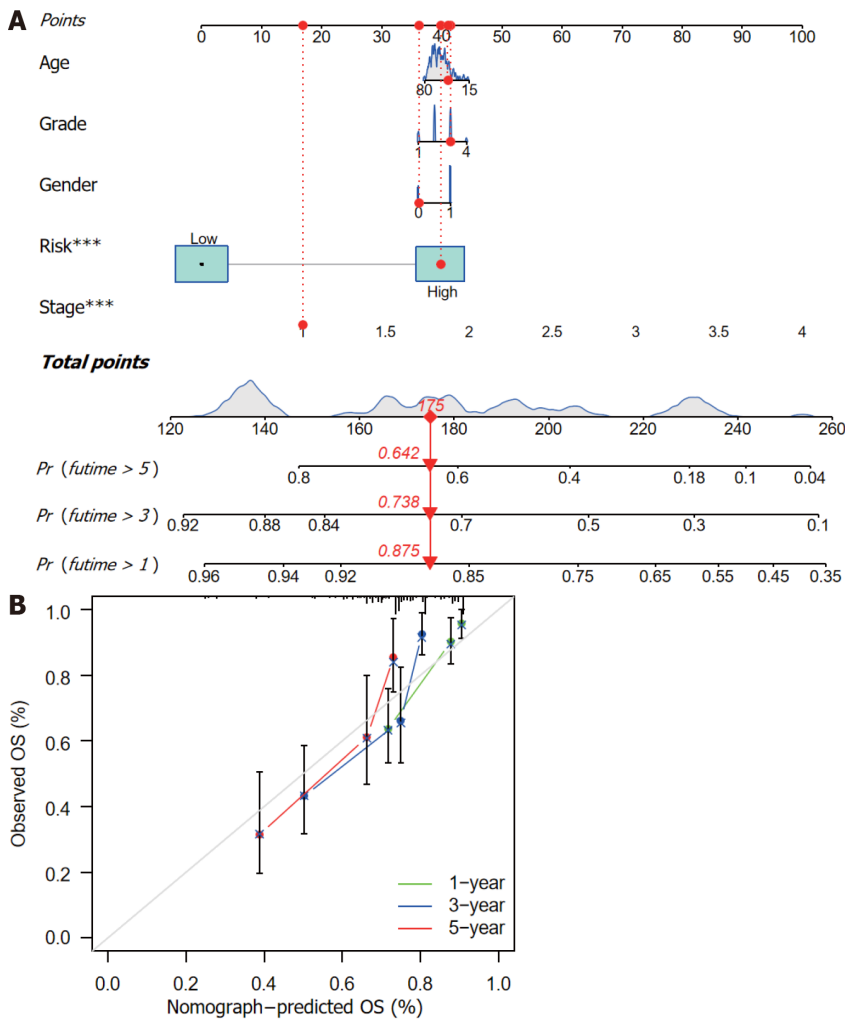 A
Points
0 10 20 30 40 50 60 70 80 90 100
Age
80 15
Grade
1 4
Gender
0 1
Risk***
Low
High
Stage***
1 1.5 2 2.5 3 3.5 4
Total points
175
120 140 160 180 200 220 240 260
0.642
Pr (futime > 5)
0.8 0.6 0.4 0.18 0.1 0.04
0.738
Pr (futime > 3)
0.92 0.88 0.84 0.7 0.5 0.3 0.1
0.875
Pr (futime > 1)
0.96 0.94 0.92 0.85 0.75 0.65 0.55 0.45 0.35
B
Observed OS (%)
1.0
0.8
0.6
0.4
0.2
0.0
1-year
3-year
5-year
0.0 0.2 0.4 0.6 0.8 1.0
Nomograph-predicted OS (%)